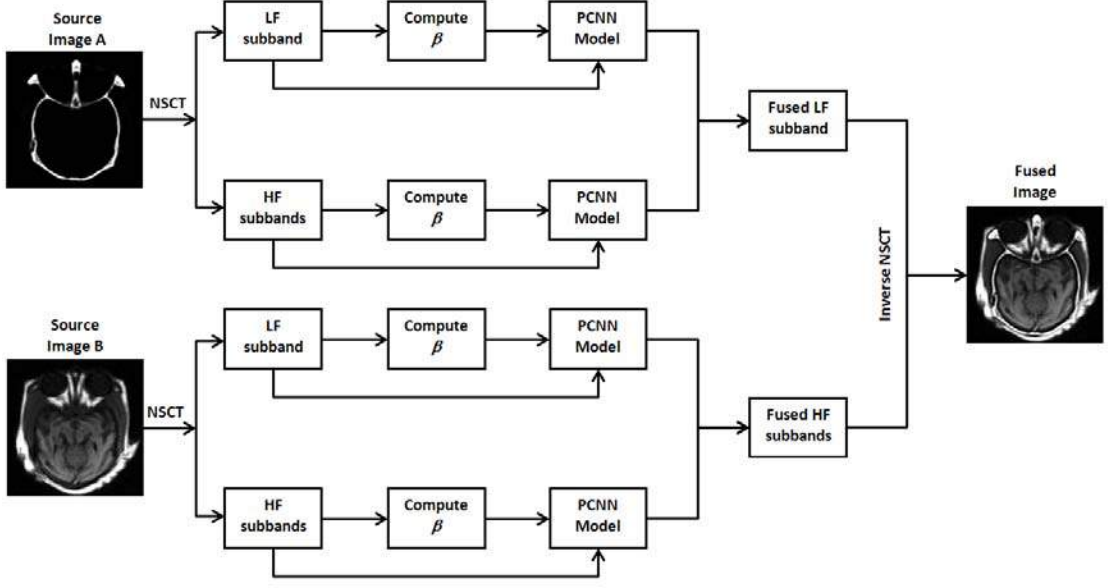 Source
Image A
NSCT
LF
subband
Compute
β
PCNN
Model
HF
subbands
Compute
β
PCNN
Model
Fused LF
subband
Source
Image B
NSCT
LF
subband
Compute
β
PCNN
Model
HF
subbands
Compute
β
PCNN
Model
Fused HF
subbands
Inverse NSCT
Fused
Image